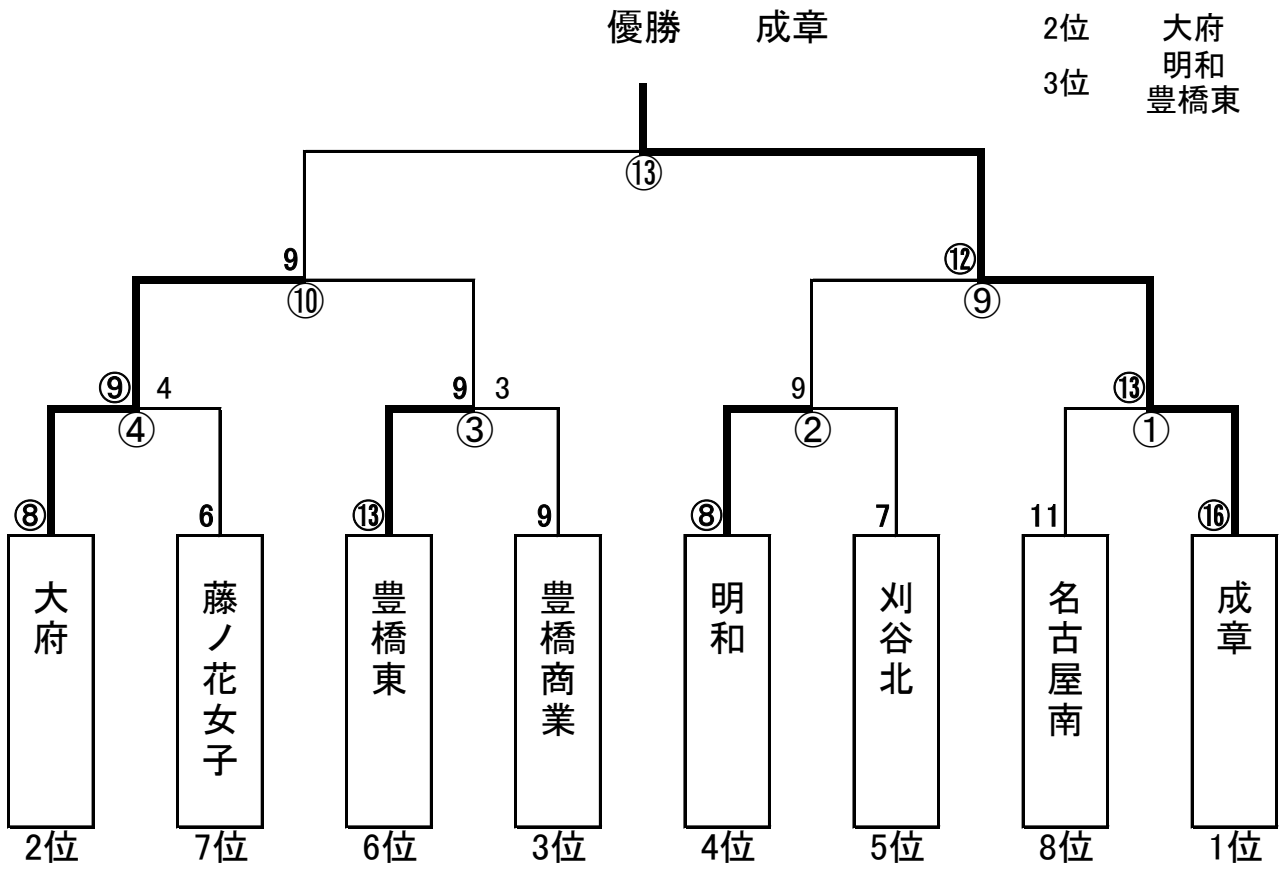 優勝 成章
2位 大府
3位 明和
豊橋東
⑬
9 ⑫
⑩ ⑨
⑨ 4 9 3 9 ⑬
④ ③ ② ①
⑧ 6 ⑬ 9 ⑧ 7 11 ⑯
大府
藤ノ花女子
豊橋東
豊橋商業
明和
刈谷北
名古屋南
成章
2位 7位 6位 3位 4位 5位 8位 1位